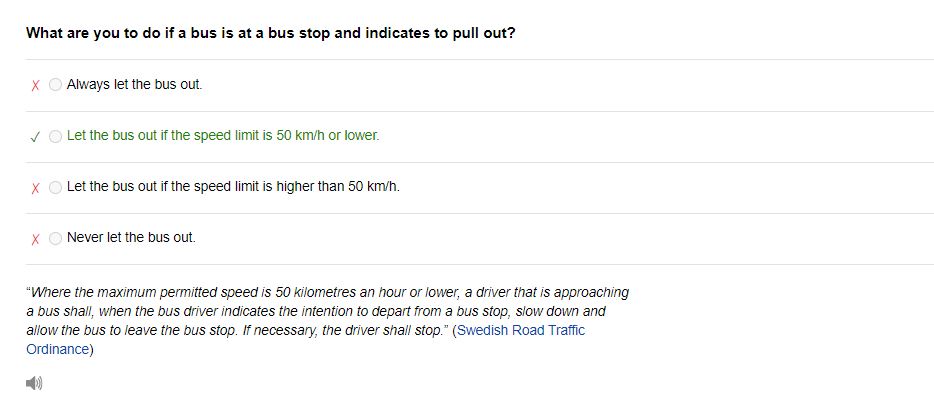 What are you to do if a bus is at a bus stop and indicates to pull out?
Always let the bus out.
Let the bus out if the speed limit is 50 km/h or lower.
Let the bus out if the speed limit is higher than 50 km/h.
Never let the bus out.
“Where the maximum permitted speed is 50 kilometres an hour or lower, a driver that is approaching
a bus shall, when the bus driver indicates the intention to depart from a bus stop, slow down and
allow the bus to leave the bus stop. If necessary, the driver shall stop.” (Swedish Road Traffic
Ordinance)